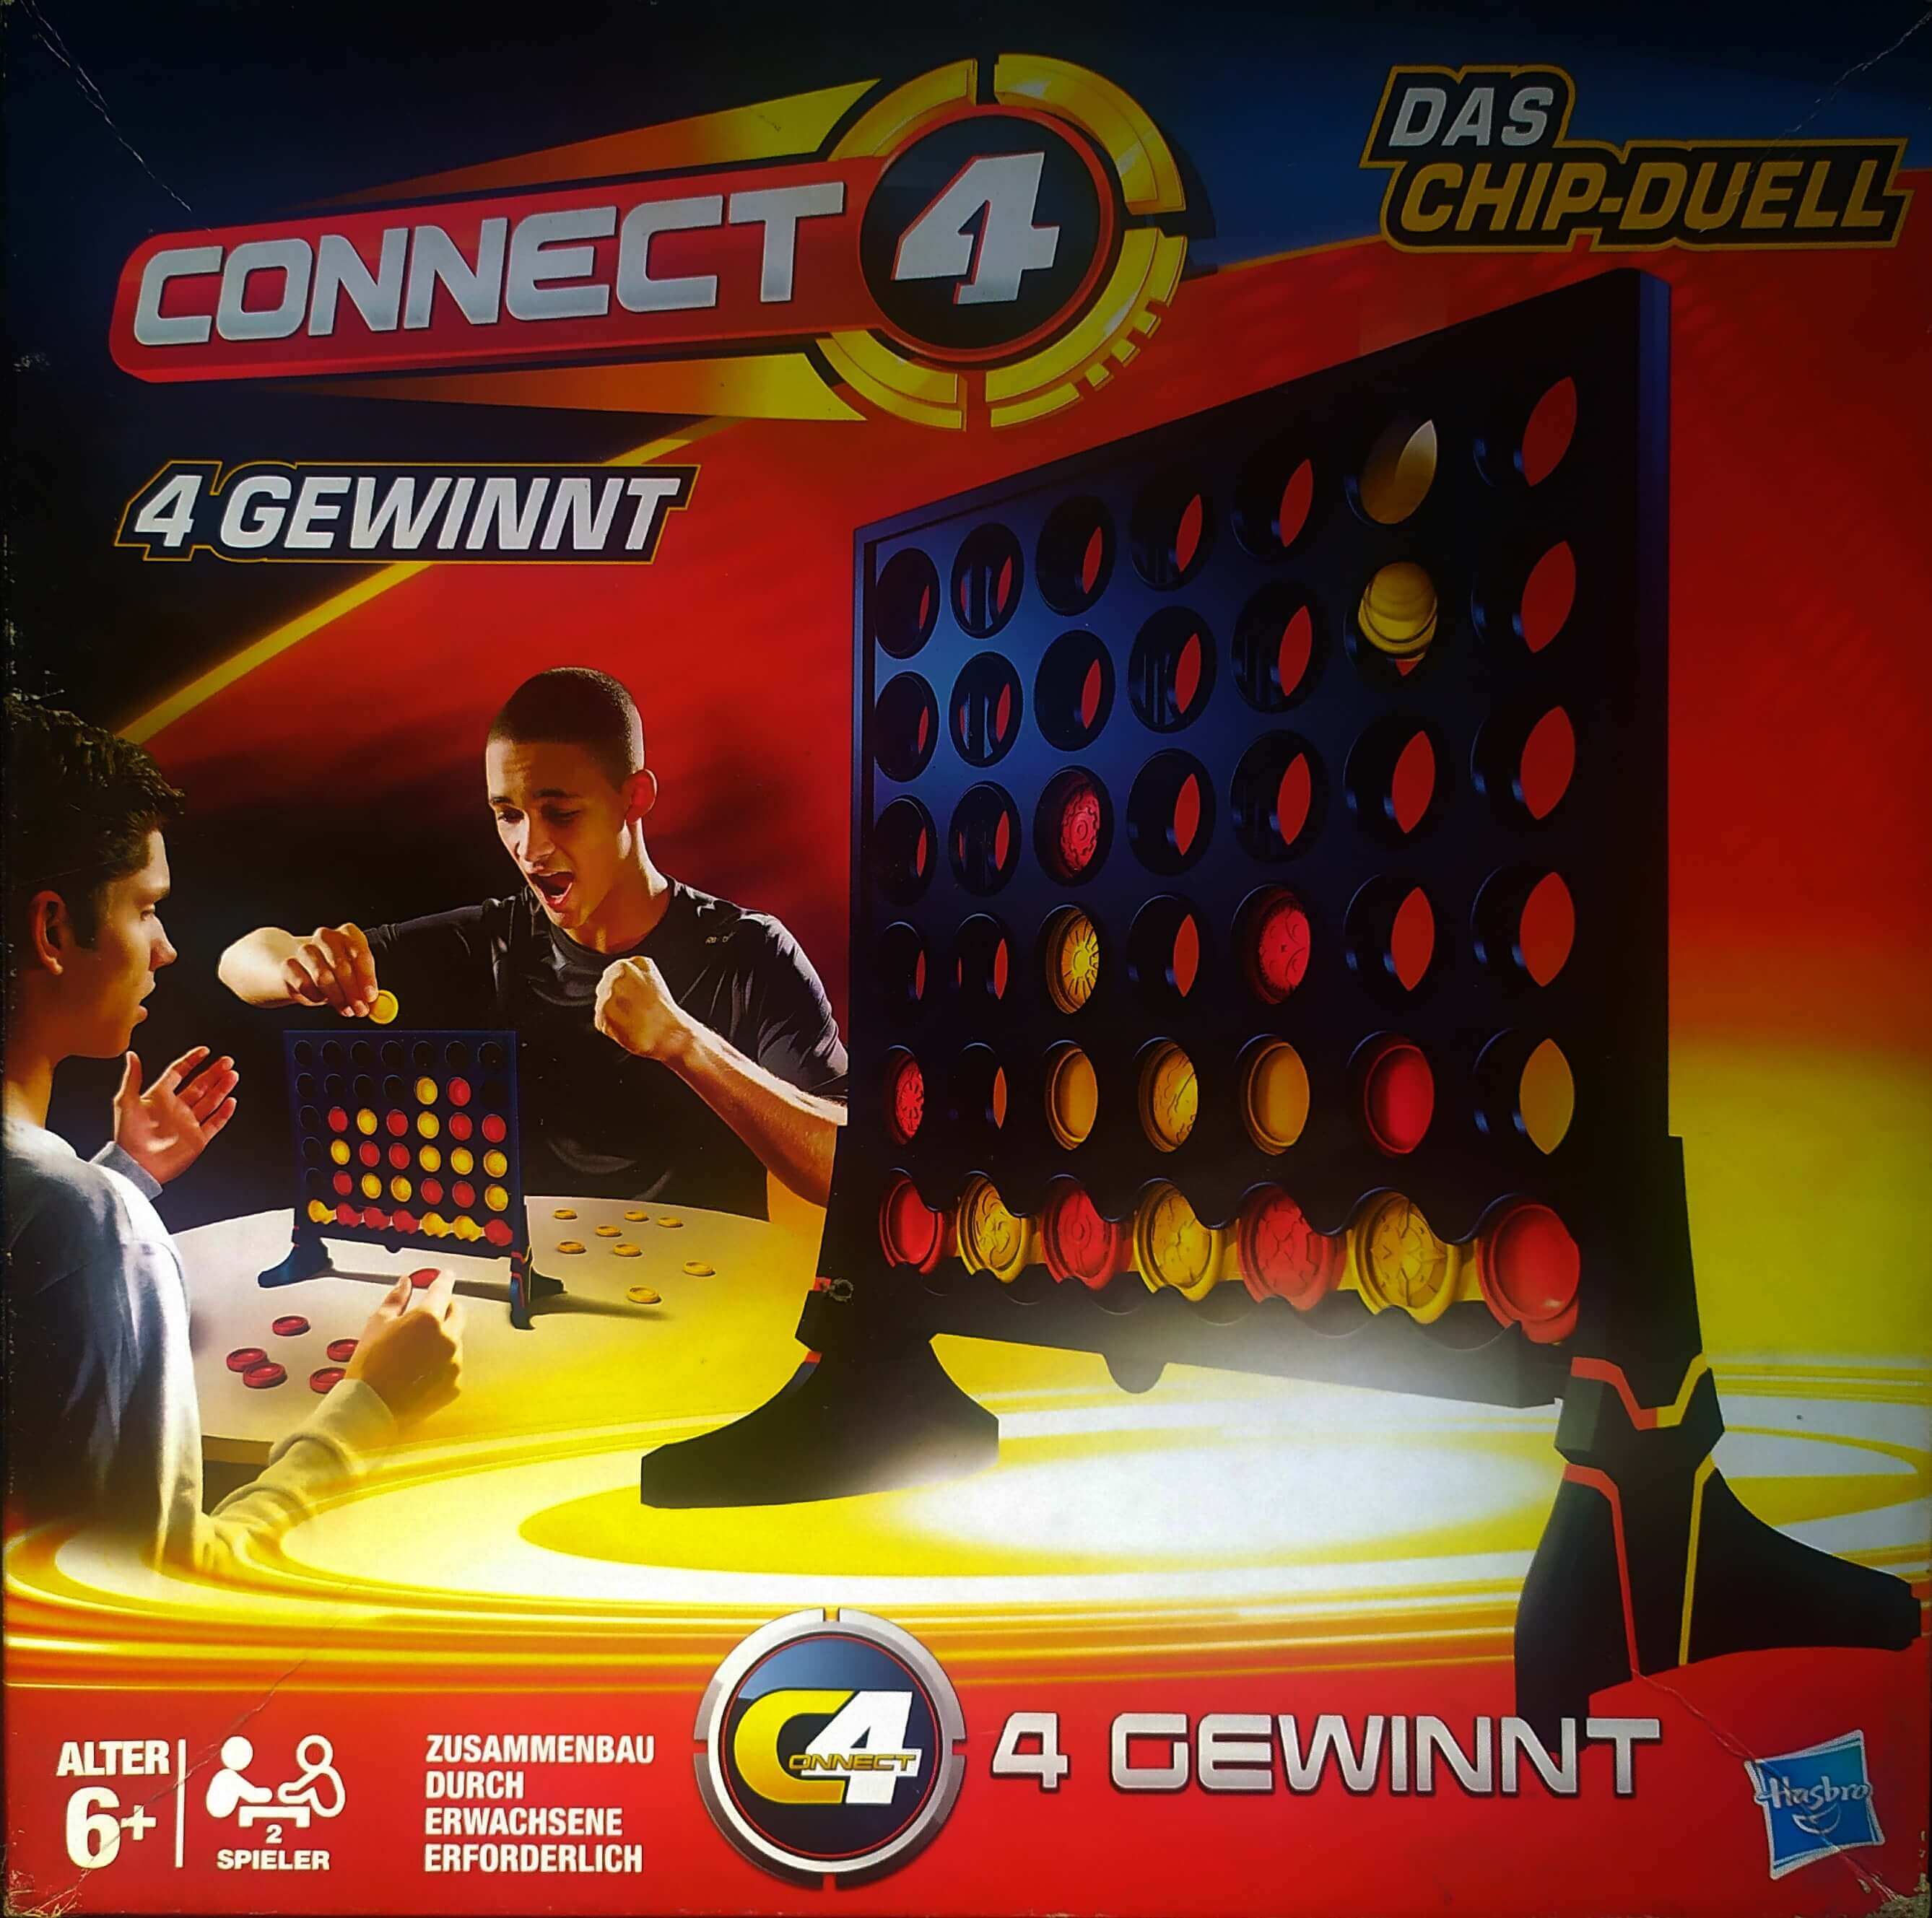 CONNECT 4
DAS
CHIP-DUELL
4 GEWINNT
ALTER
6+
2
SPIELER
ZUSAMMENBAU
DURCH
ERWACHSENE
ERFORDERLICH
C4
ONNECT
4 GEWINNT
Hasbro